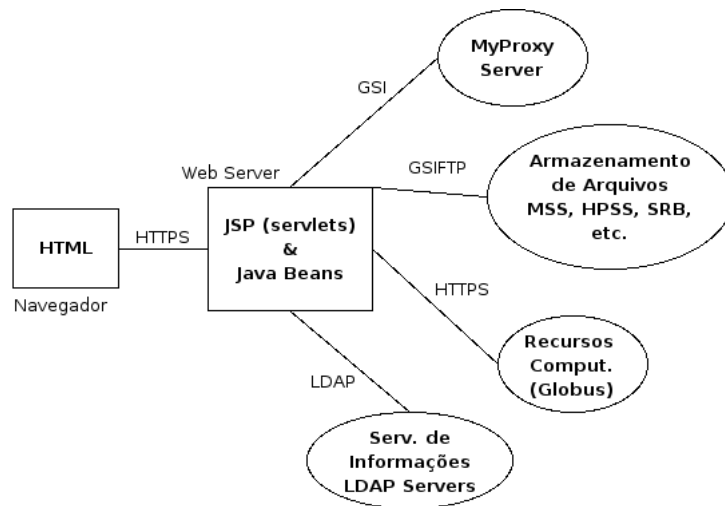 MyProxy
Server
GSI
Web Server
GSIFTP
Armazenamento
de Arquivos
MSS, HPSS, SRB,
etc.
HTML
HTTPS
JSP (servlets)
&
Java Beans
Navegador
HTTPS
Recursos
Comput.
(Globus)
LDAP
Serv. de
Informações
LDAP Servers